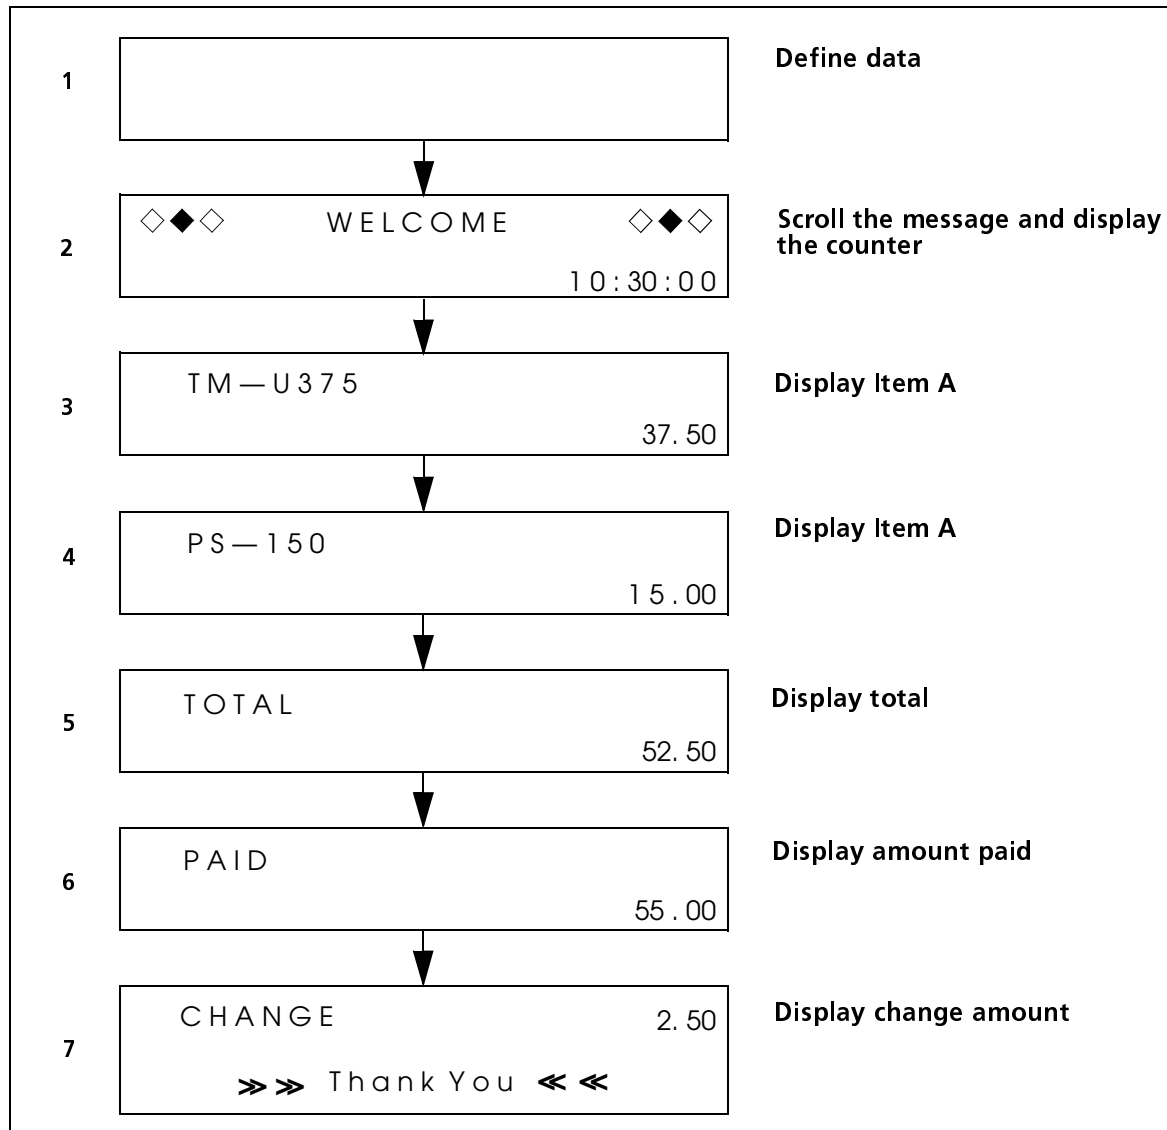 Define data
1
◇◆◇ WELCOME ◇◆◇
Scroll the message and display
the counter
2
10:30:00
TM—U375
Display Item A
3
37.50
PS—150
Display Item A
4
15.00
TOTAL
Display total
5
52.50
PAID
Display amount paid
6
55.00
CHANGE 2.50
Display change amount
7
≫≫ Thank You ≪≪